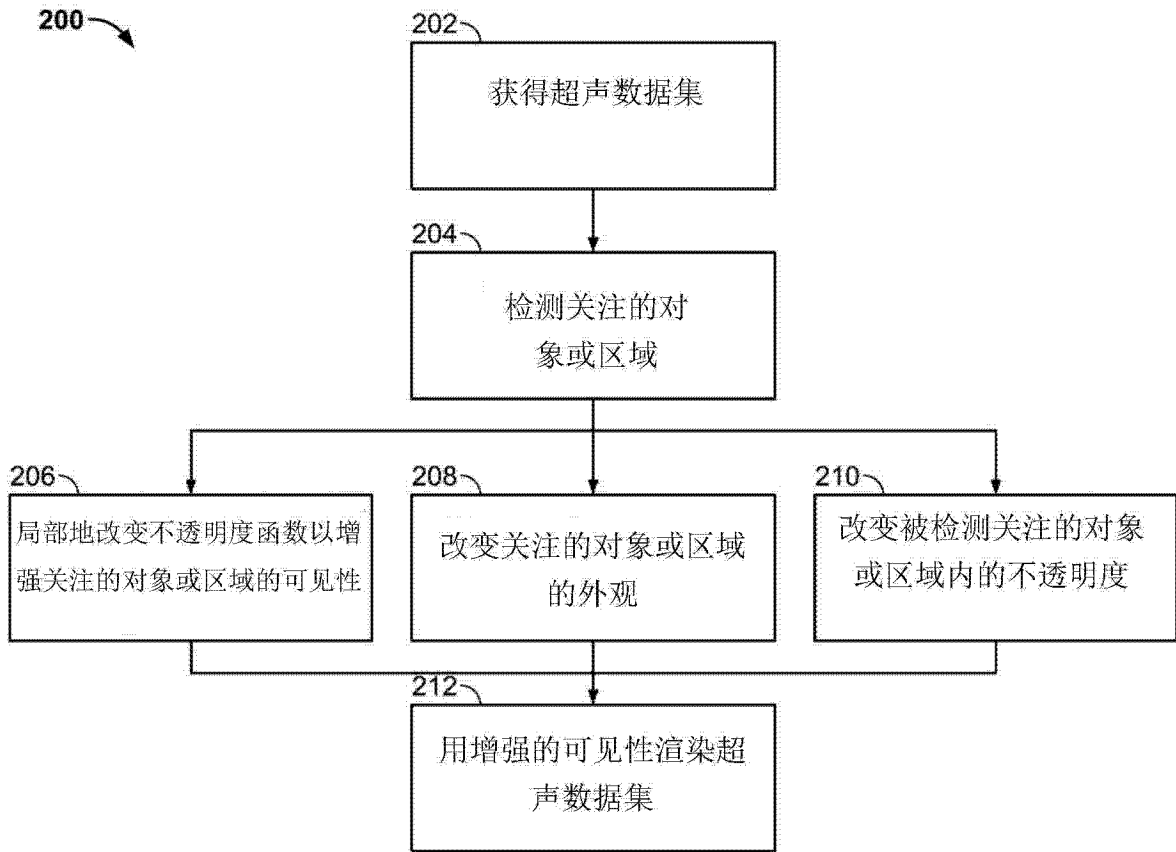 200
202
获得超声数据集
204
检测关注的对
象或区域
206
局部地改变不透明度函数以增
强关注的对象或区域的可见性
208
改变关注的对象或区域
的外观
210
改变被检测关注的对象
或区域内的不透明度
212
用增强的可见性渲染超
声数据集